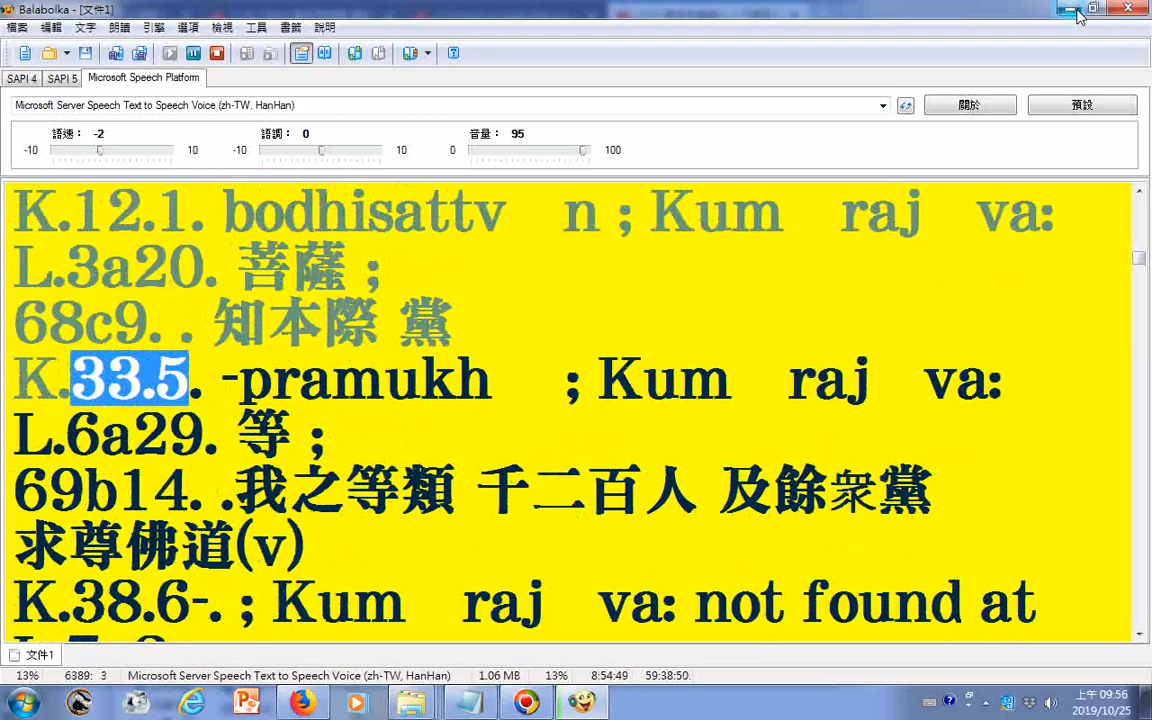 Balabolka - [文件1]
檔案 編輯 文字 朗讀 引擎 選項 檢視 工具 書籤 說明
SAPI 4 SAPI 5 Microsoft Speech Platform
Microsoft Server Speech Text to Speech Voice (zh-TW, HanHan) 關於 預設
語速： -2 語調： 0 音量： 95
-10 10 -10 10 0 100
K.12.1. bodhisattv n ; Kum raj va:
L.3a20. 菩薩 ;
68c9. . 知本際 黨
K.33.5. -pramukh ; Kum raj va:
L.6a29. 等 ;
69b14. .我之等類 千二百人 及餘衆黨
求尊佛道(v)
K.38.6-. ; Kum raj va: not found at
文件1
13% 6389: 3 Microsoft Server Speech Text to Speech Voice (zh-TW, HanHan) 1.06 MB 13% 8:54:49 59:38:50
上午 09:56
2019/10/25